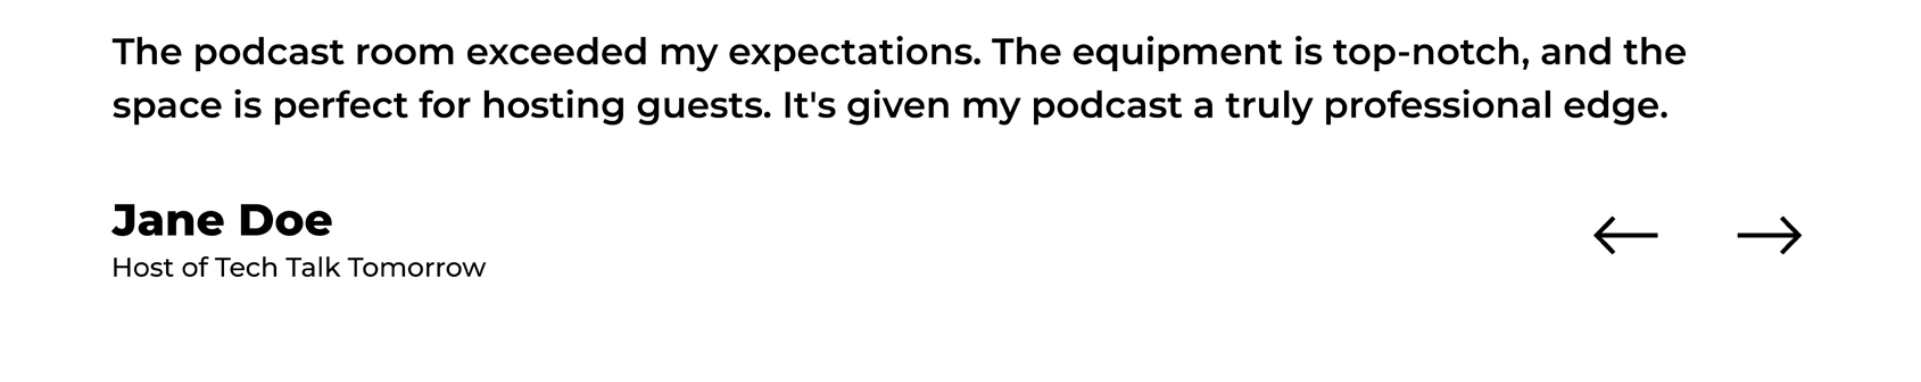 The podcast room exceeded my expectations. The equipment is top-notch, and the
space is perfect for hosting guests. It's given my podcast a truly professional edge.
Jane Doe
Host of Tech Talk Tomorrow